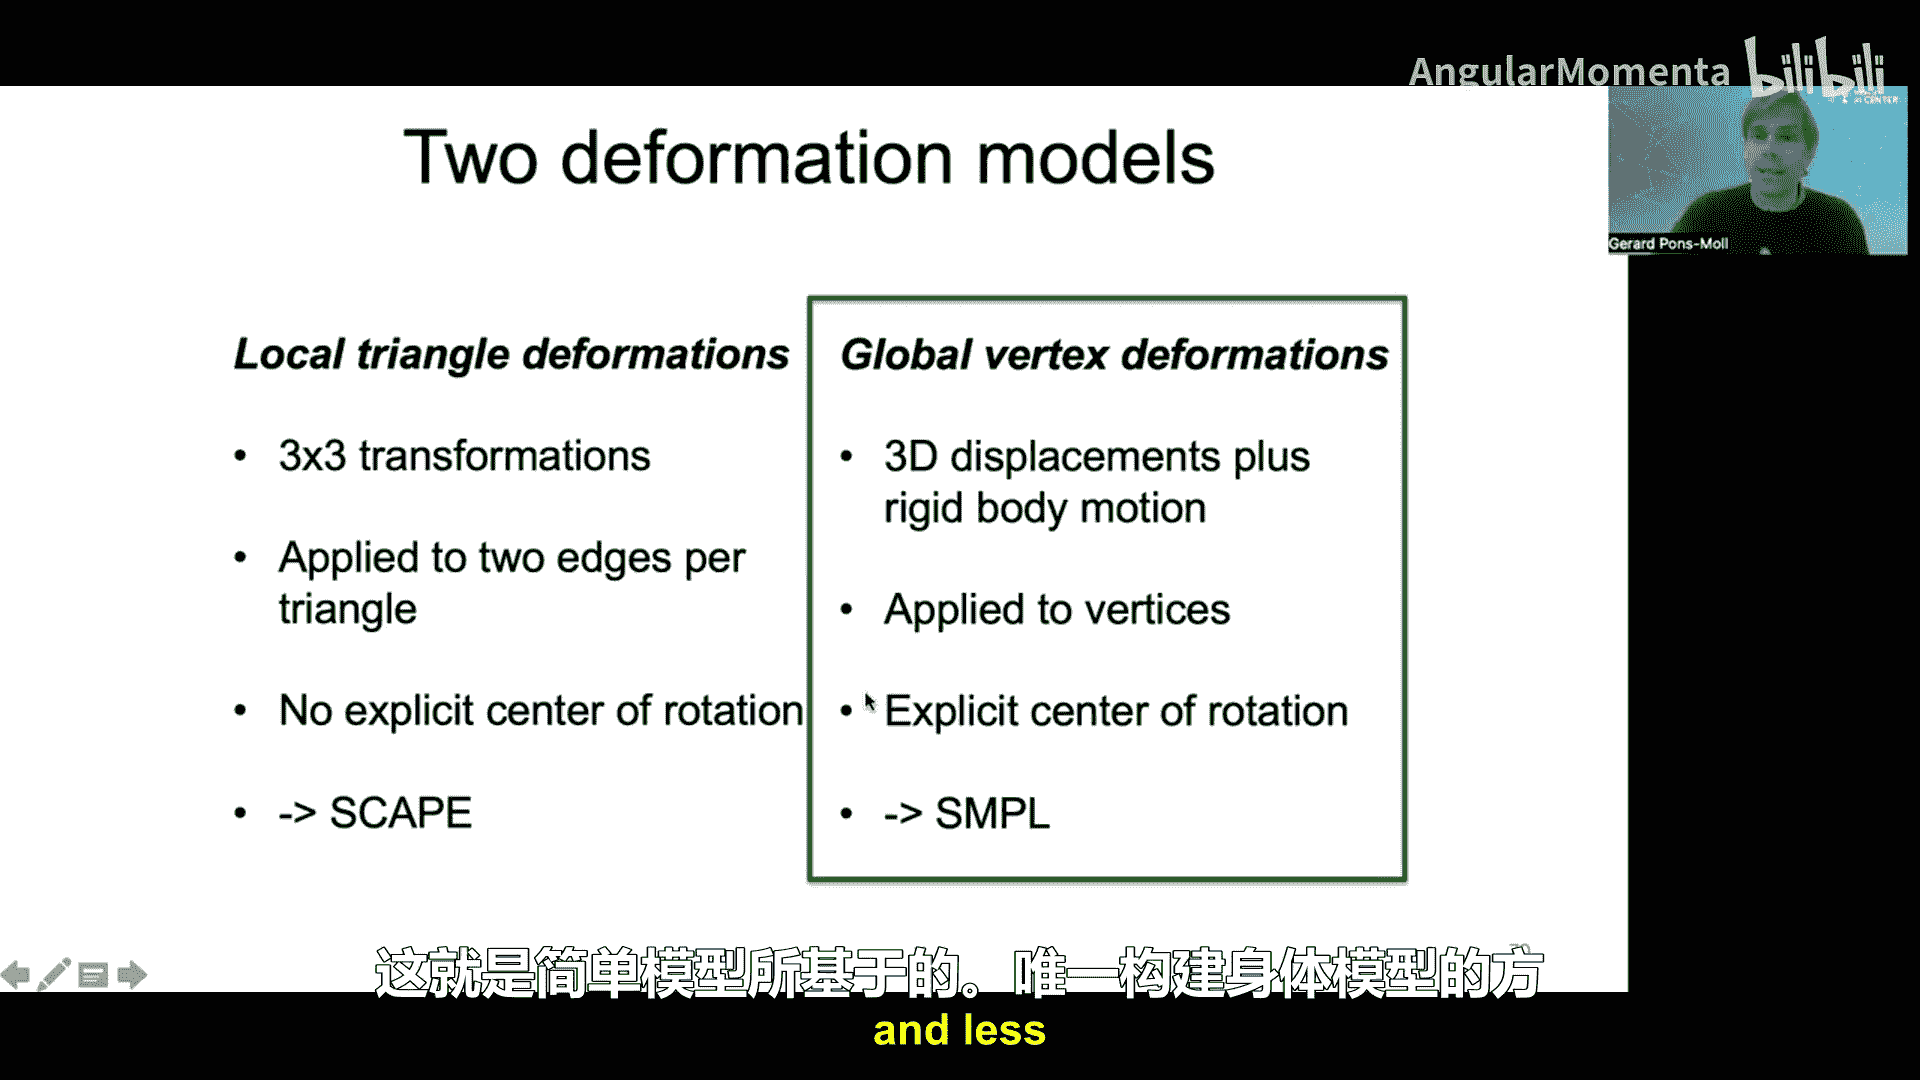 AngularMomenta bilibili
CENTER
Two deformation models
Gerard Pons-Moll
Local triangle deformations
• 3x3 transformations
• Applied to two edges per
triangle
• No explicit center of rotation
• -> SCAPE
Global vertex deformations
• 3D displacements plus
rigid body motion
• Applied to vertices
• Explicit center of rotation
• -> SMPL
这就是简单模型所基于的。唯一构建身体模型的方
and less